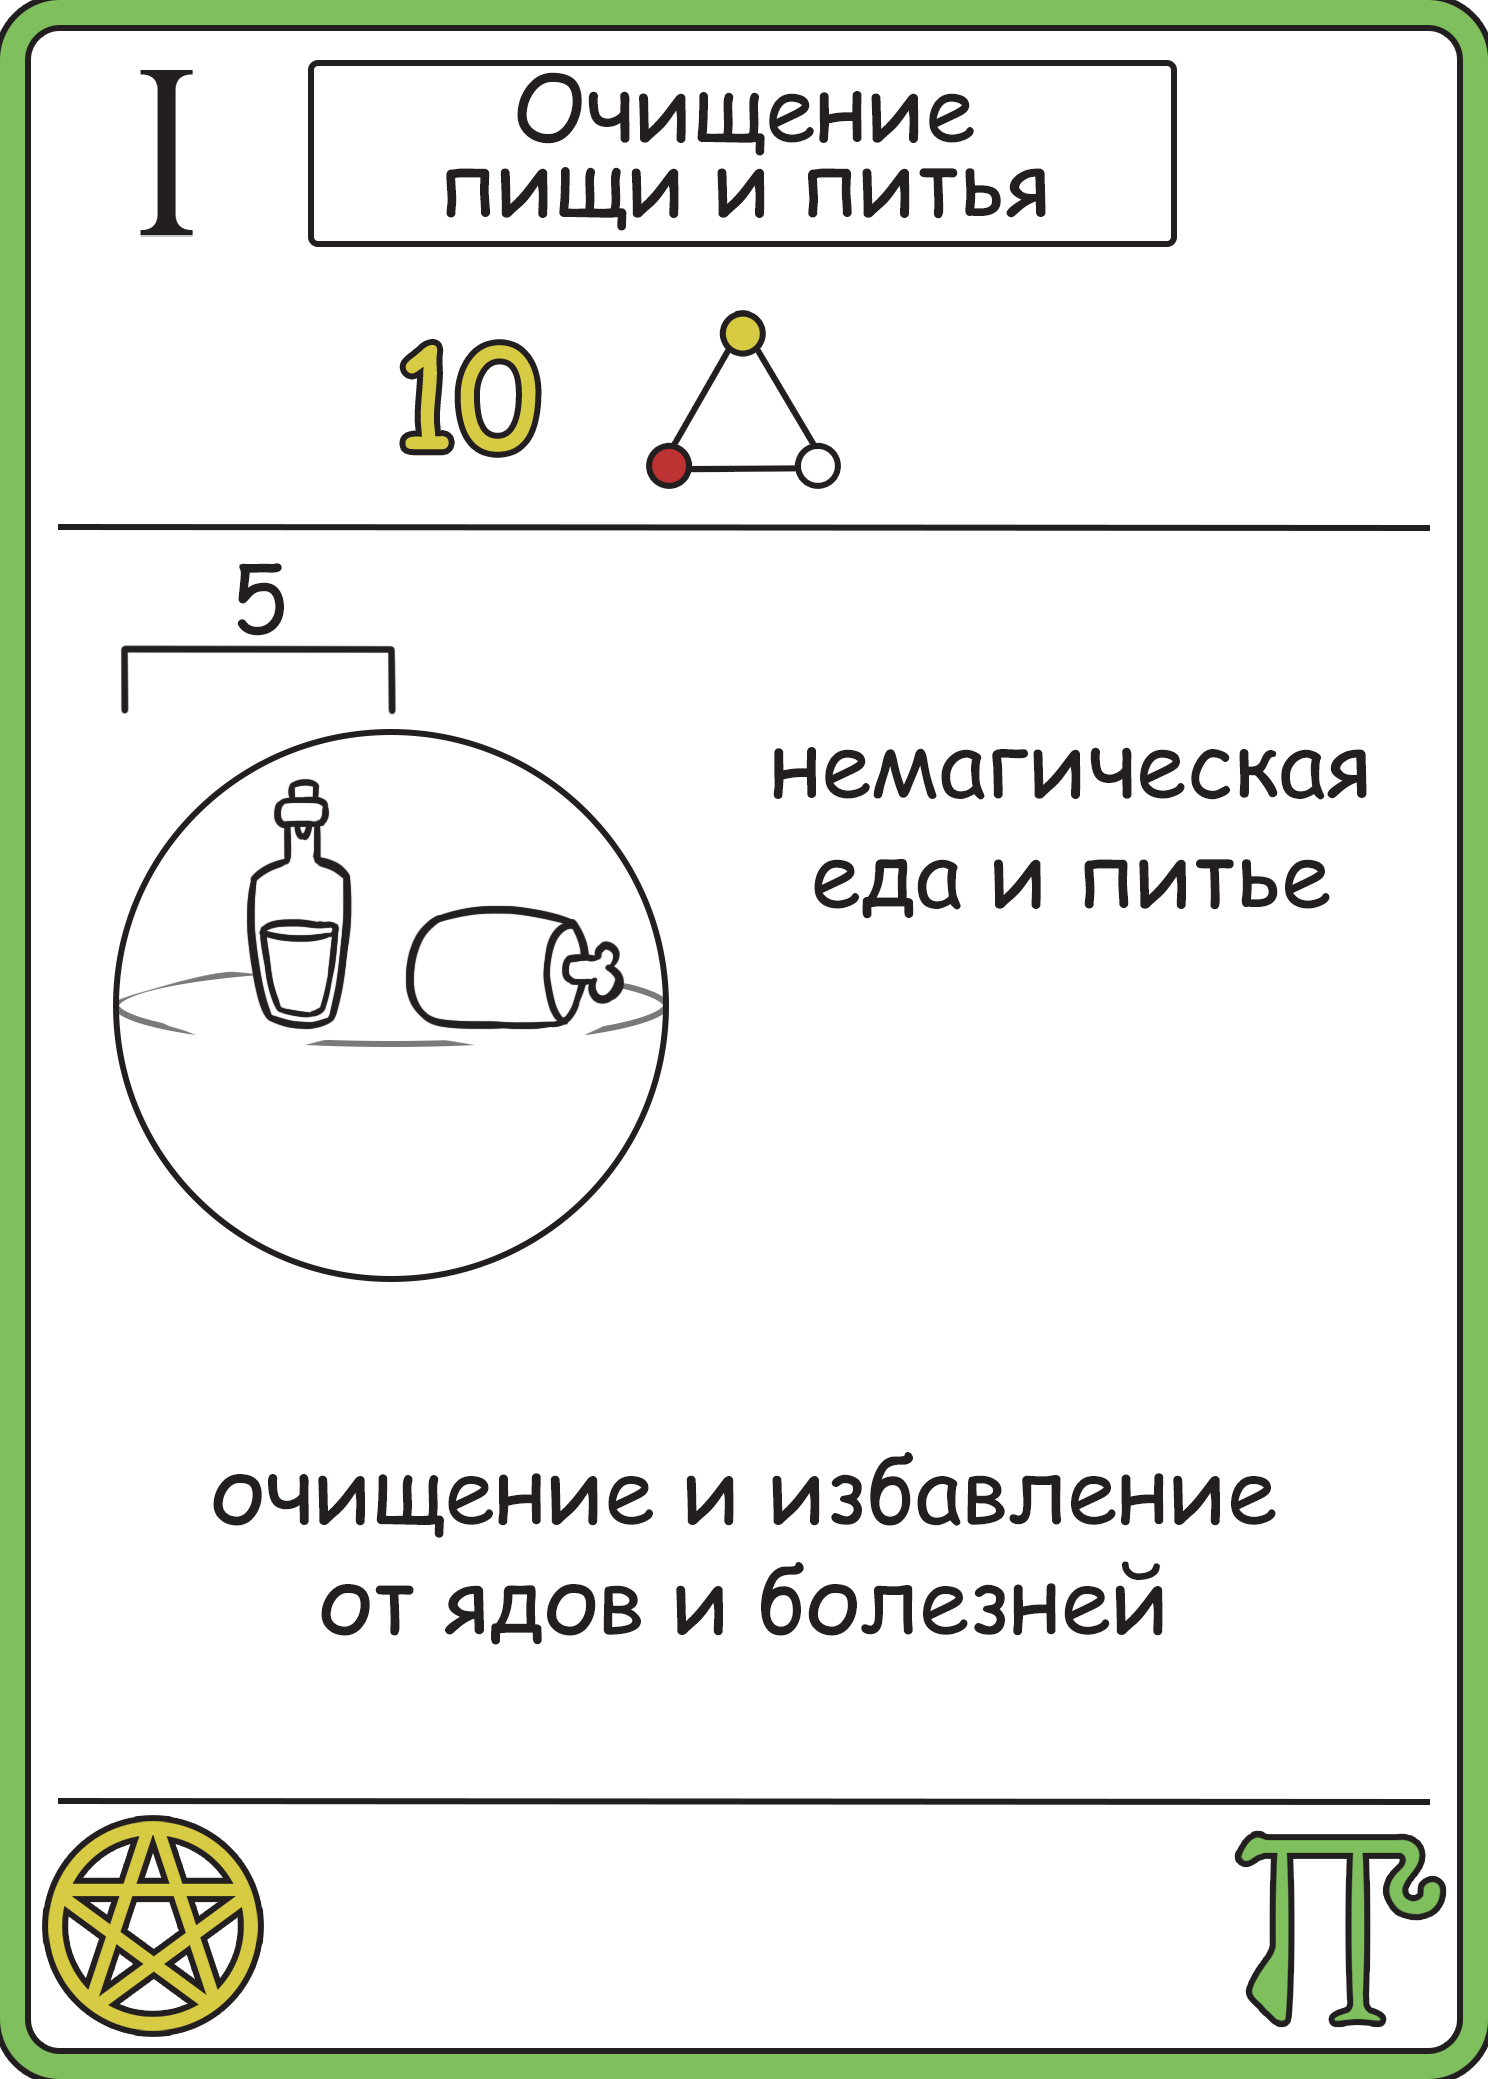 I
Очищение
пищи и питья
10
5
немагическая
еда и питье
очищение и избавление
от ядов и болезней
П